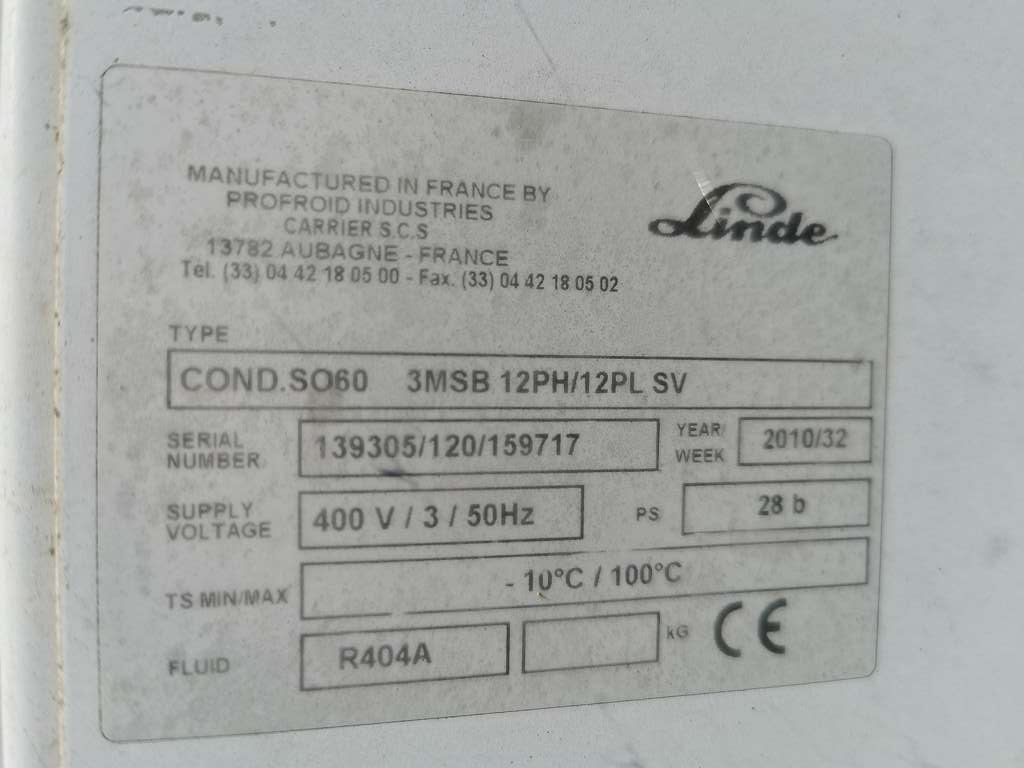 MANUFACTURED IN FRANCE BY
PROFROID INDUSTRIES
CARRIER S.C.S
13782 AUBAGNE - FRANCE
Tel. (33) 04 42 18 05 00 - Fax. (33) 04 42 18 05 02
Linde
TYPE
COND.SO60 3MSB 12PH/12PL SV
SERIAL NUMBER 139305/120/159717 YEAR/ WEEK 2010/32
SUPPLY VOLTAGE 400 V / 3 / 50Hz PS 28 b
TS MIN/MAX - 10°C / 100°C
FLUID R404A kG CE